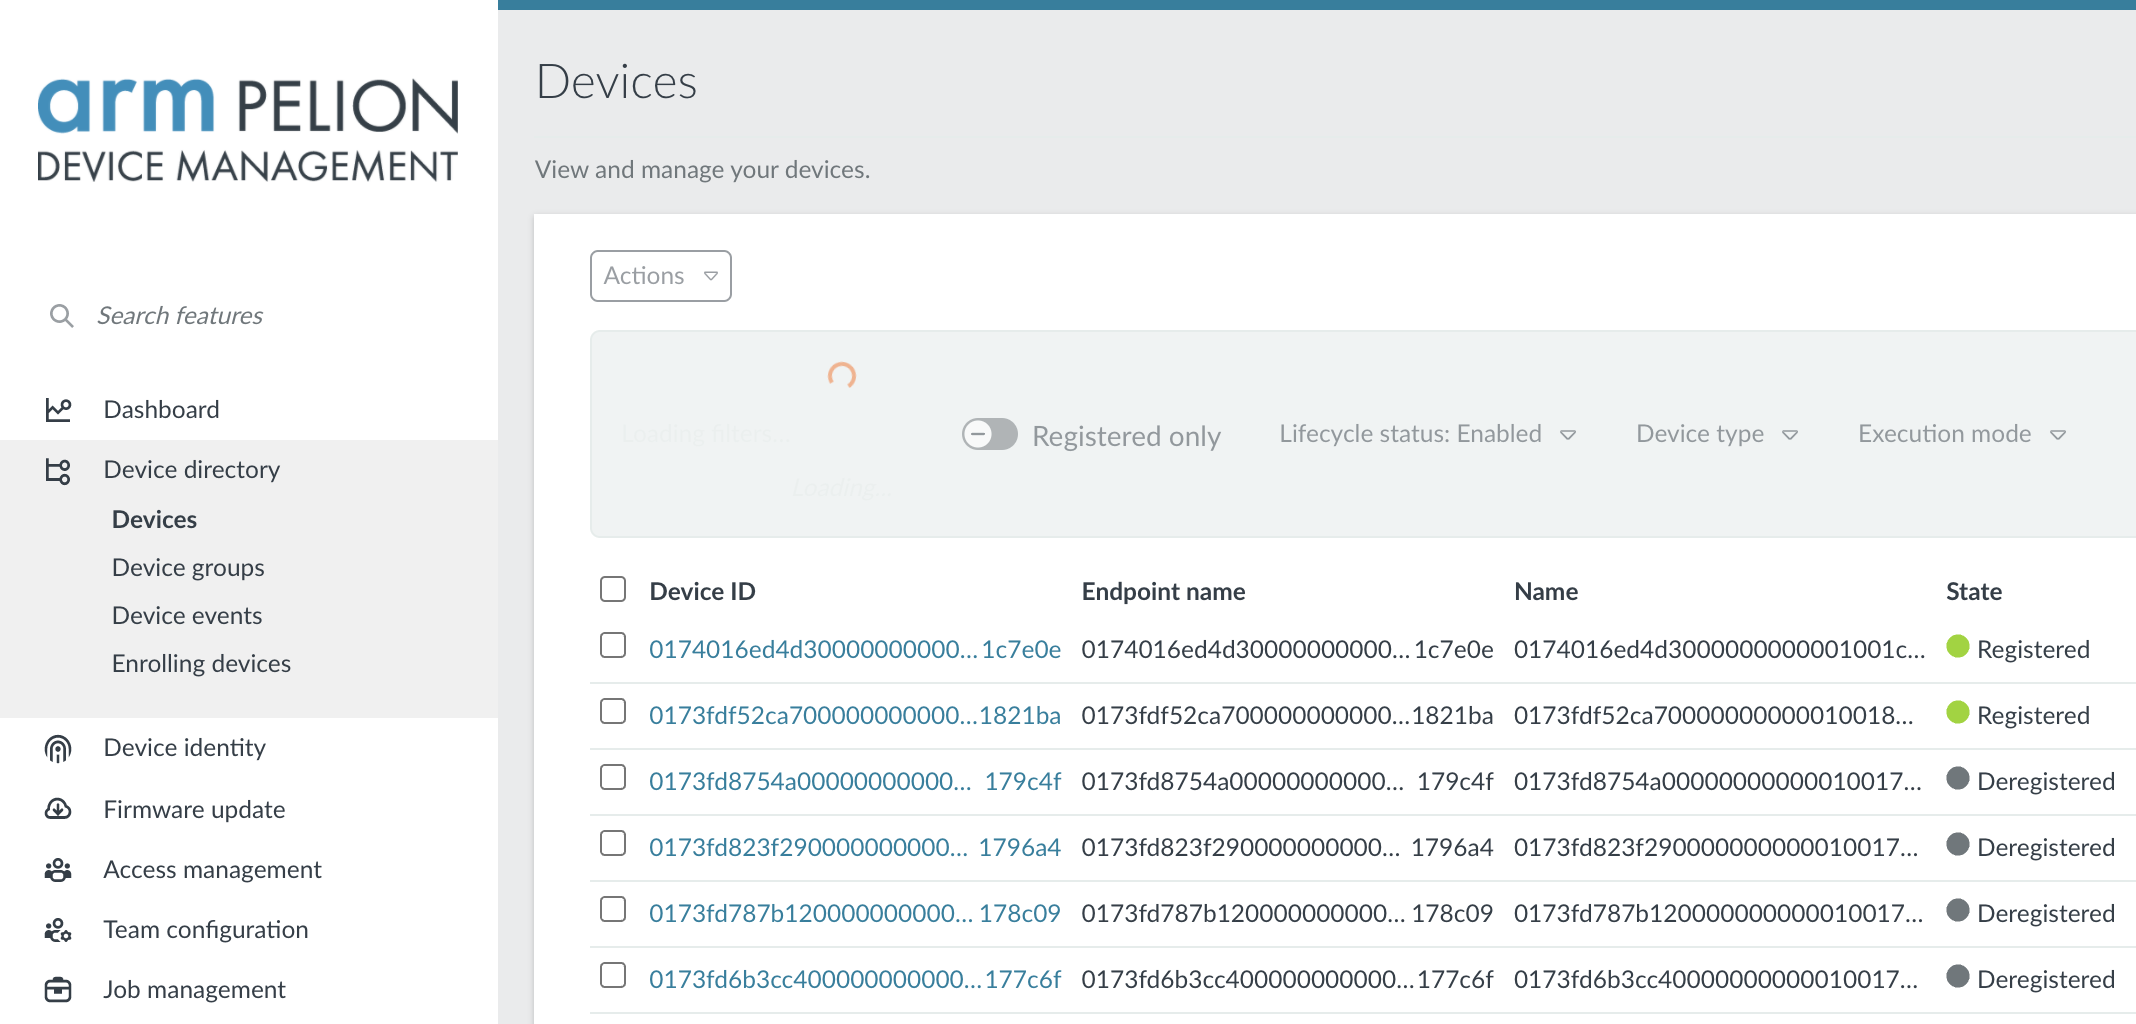 arm PELION
DEVICE MANAGEMENT
Search features
Dashboard
Device directory
Devices
Device groups
Device events
Enrolling devices
Device identity
Firmware update
Access management
Team configuration
Job management
Devices
View and manage your devices.
Actions
Loading filters...
Loading...
Registered only
Lifecycle status: Enabled
Device type
Execution mode
Device ID Endpoint name Name State
0174016ed4d30000000000... 1c7e0e 0174016ed4d30000000000... 1c7e0e 0174016ed4d3000000000001001c... Registered
0173fdf52ca700000000000...1821ba 0173fdf52ca700000000000...1821ba 0173fdf52ca70000000000010018... Registered
0173fd8754a00000000000... 179c4f 0173fd8754a00000000000... 179c4f 0173fd8754a00000000000010017... Deregistered
0173fd823f290000000000... 1796a4 0173fd823f290000000000... 1796a4 0173fd823f290000000000010017... Deregistered
0173fd787b120000000000... 178c09 0173fd787b120000000000... 178c09 0173fd787b120000000000010017... Deregistered
0173fd6b3cc400000000000... 177c6f 0173fd6b3cc400000000000... 177c6f 0173fd6b3cc40000000000010017... Deregistered